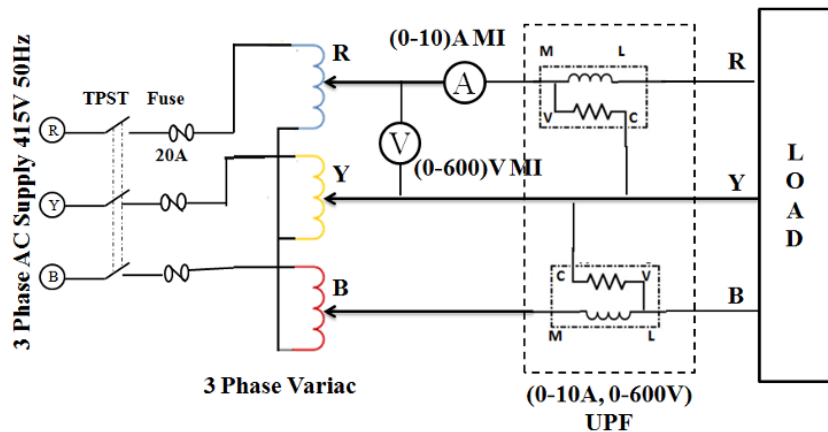 3 Phase AC Supply 415V 50Hz
TPST Fuse
20A
R
Y
B
R
Y
B
3 Phase Variac
(0-10)A MI
A
V
(0-600)V MI
M L
V C
C V
M L
(0-10A, 0-600V)
UPF
R
Y
B
LOAD